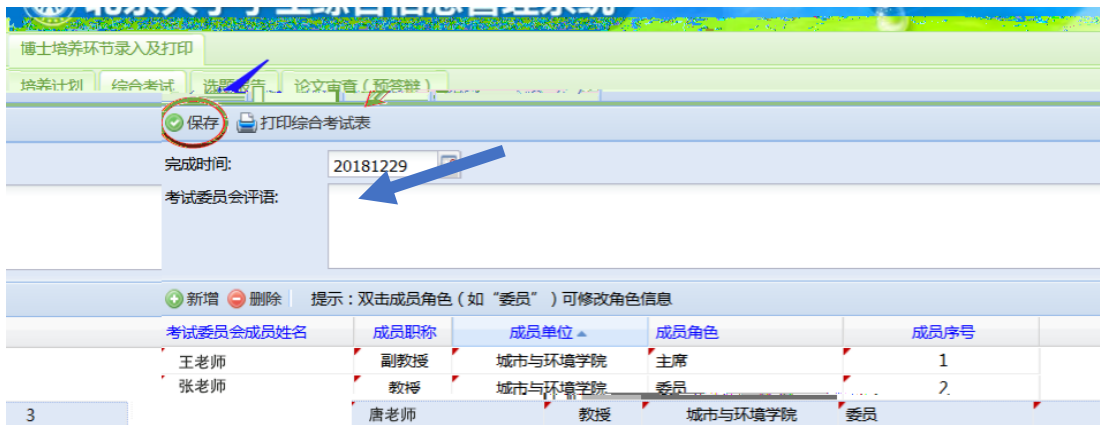 博士培养环节录入及打印
培养计划 综合考试 选题报告 论文审查（预答辩）
保存 打印综合考试表
完成时间: 20181229
考试委员会评语:
新增 删除 提示：双击成员角色（如“委员”）可修改角色信息
考试委员会成员姓名 成员职称 成员单位 成员角色 成员序号
王老师 副教授 城市与环境学院 主席 1
张老师 教授 城市与环境学院 委员 2
3 唐老师 教授 城市与环境学院 委员